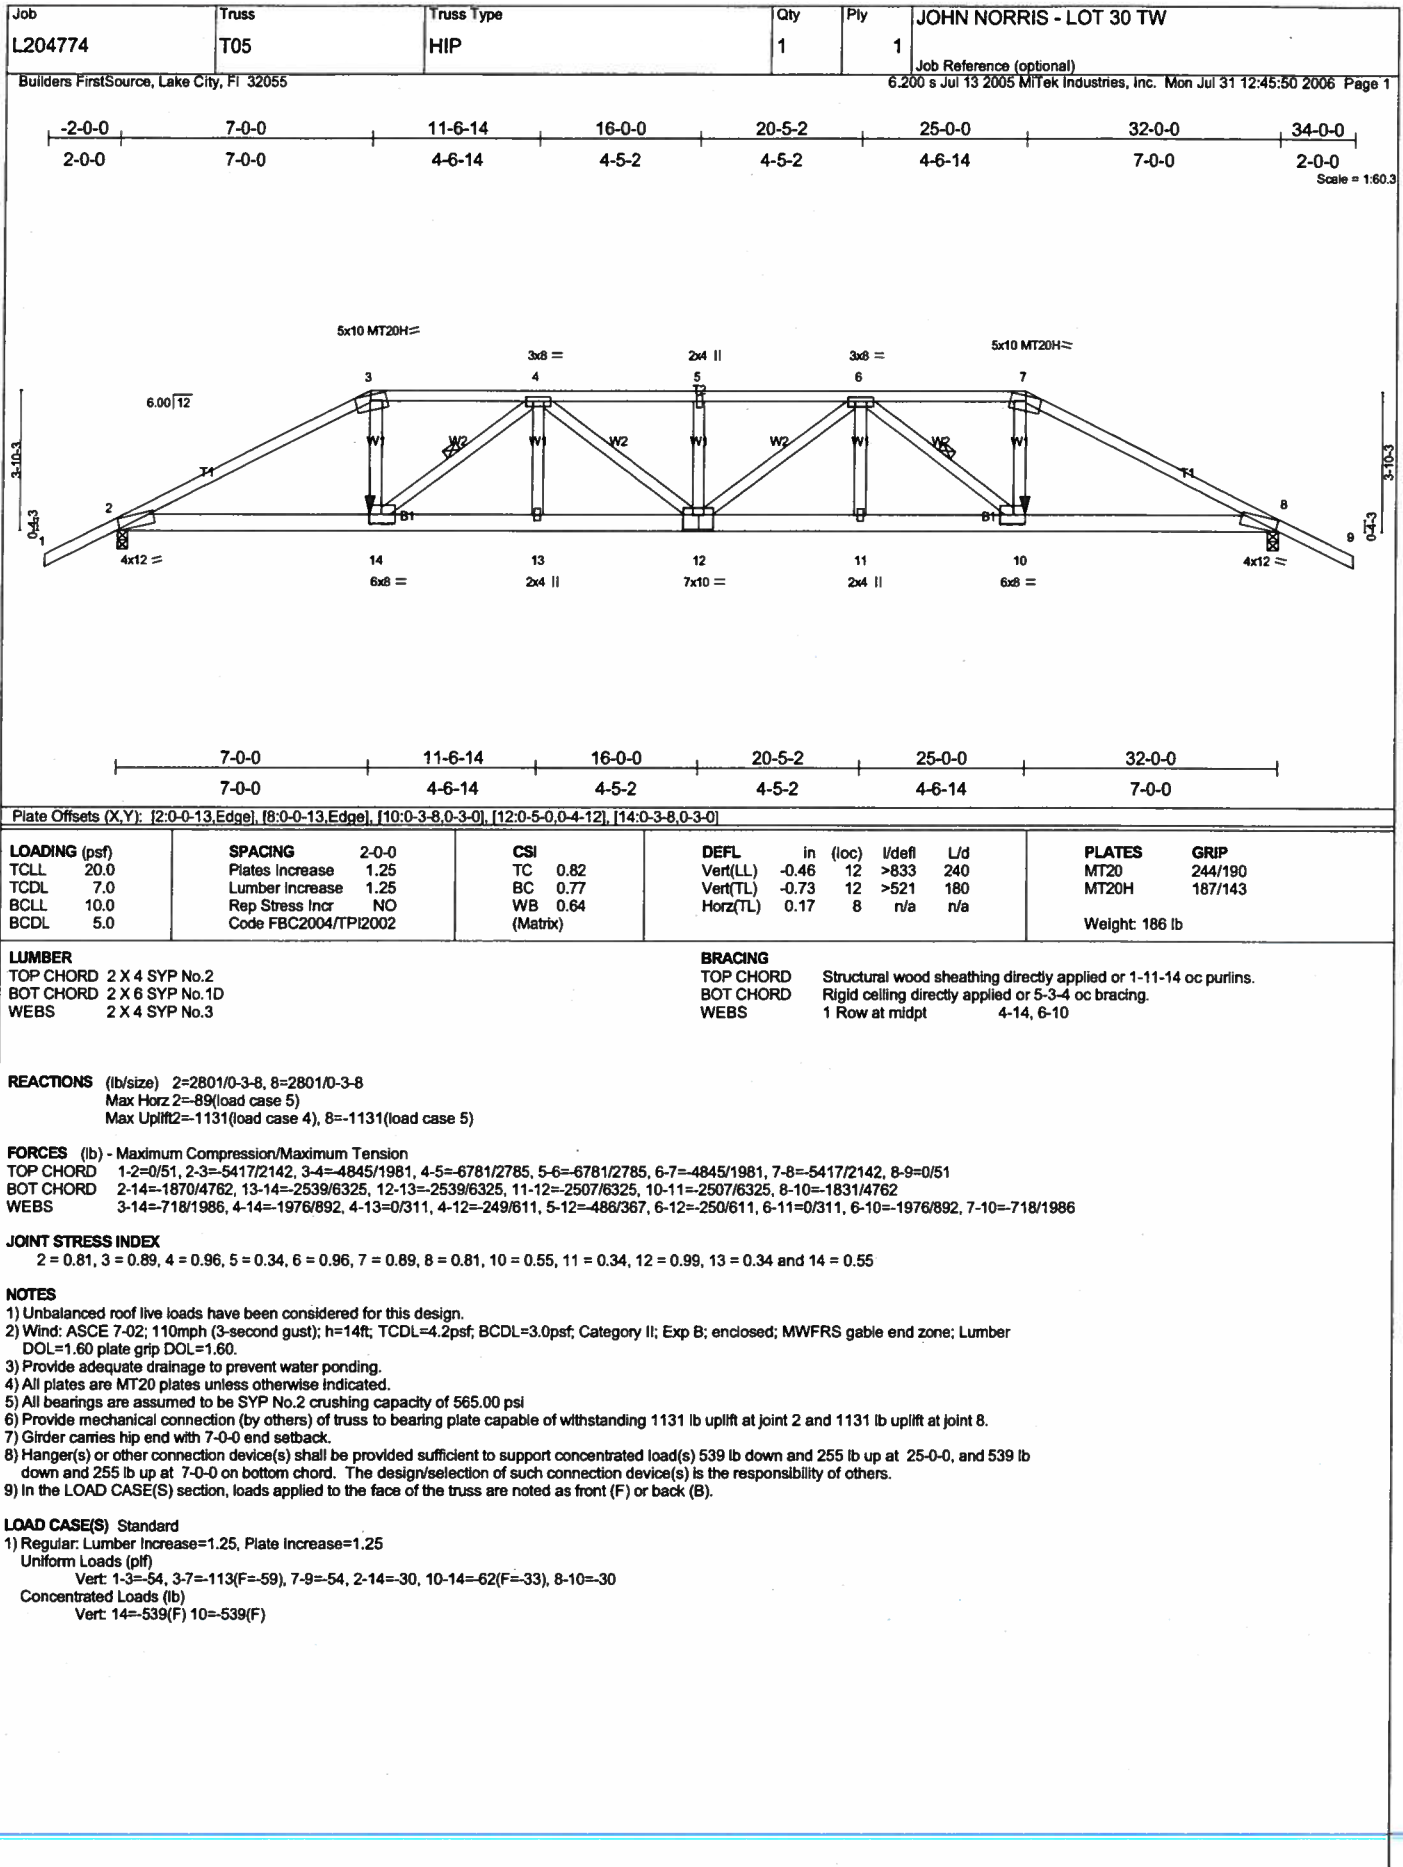 Job
Truss
Truss Type
Qty
Ply
JOHN NORRIS - LOT 30 TW
L204774
T05
HIP
1
1
Job Reference (optional)
Builders FirstSource, Lake City, Fl 32055
6.200 s Jul 13 2005 MiTek Industries, Inc. Mon Jul 31 12:45:50 2006 Page 1
-2-0-0 7-0-0 11-6-14 16-0-0 20-5-2 25-0-0 32-0-0 34-0-0
2-0-0 7-0-0 4-6-14 4-5-2 4-5-2 4-6-14 7-0-0 2-0-0
Scale = 1:60.3
5x10 MT20H=
5x10 MT20H=
3x8 =
2x4 ||
3x8 =
3 4 5 6 7
T2
6.00 12
W1 W2 W1 W2 W1 W2 W1 W2 W1
T1
T1
3-10-3
3-10-3
0-4-3
0-4-3
2
8
1
9
B1
B1
4x12 =
14 13 12 11 10
4x12 =
6x8 = 2x4 || 7x10 = 2x4 || 6x8 =
7-0-0 11-6-14 16-0-0 20-5-2 25-0-0 32-0-0
7-0-0 4-6-14 4-5-2 4-5-2 4-6-14 7-0-0
Plate Offsets (X,Y): [2:0-0-13,Edge], [8:0-0-13,Edge], [10:0-3-8,0-3-0], [12:0-5-0,0-4-12], [14:0-3-8,0-3-0]
LOADING (psf)
TCLL 20.0
TCDL 7.0
BCLL 10.0
BCDL 5.0
SPACING 2-0-0
Plates Increase 1.25
Lumber Increase 1.25
Rep Stress Incr NO
Code FBC2004/TPI2002
CSI
TC 0.82
BC 0.77
WB 0.64
(Matrix)
DEFL in (loc) l/defl L/d
Vert(LL) -0.46 12 >833 240
Vert(TL) -0.73 12 >521 180
Horz(TL) 0.17 8 n/a n/a
PLATES GRIP
MT20 244/190
MT20H 187/143
Weight: 186 lb
LUMBER
TOP CHORD 2 X 4 SYP No.2
BOT CHORD 2 X 6 SYP No.1D
WEBS 2 X 4 SYP No.3
BRACING
TOP CHORD Structural wood sheathing directly applied or 1-11-14 oc purlins.
BOT CHORD Rigid ceiling directly applied or 5-3-4 oc bracing.
WEBS 1 Row at midpt 4-14, 6-10
REACTIONS (lb/size) 2=2801/0-3-8, 8=2801/0-3-8
Max Horz 2=-89(load case 5)
Max Uplift2=-1131(load case 4), 8=-1131(load case 5)
FORCES (lb) - Maximum Compression/Maximum Tension
TOP CHORD 1-2=0/51, 2-3=-5417/2142, 3-4=-4845/1981, 4-5=-6781/2785, 5-6=-6781/2785, 6-7=-4845/1981, 7-8=-5417/2142, 8-9=0/51
BOT CHORD 2-14=-1870/4762, 13-14=-2539/6325, 12-13=-2539/6325, 11-12=-2507/6325, 10-11=-2507/6325, 8-10=-1831/4762
WEBS 3-14=-718/1986, 4-14=-1976/892, 4-13=0/311, 4-12=-249/611, 5-12=-486/367, 6-12=-250/611, 6-11=0/311, 6-10=-1976/892, 7-10=-718/1986
JOINT STRESS INDEX
2 = 0.81, 3 = 0.89, 4 = 0.96, 5 = 0.34, 6 = 0.96, 7 = 0.89, 8 = 0.81, 10 = 0.55, 11 = 0.34, 12 = 0.99, 13 = 0.34 and 14 = 0.55
NOTES
1) Unbalanced roof live loads have been considered for this design.
2) Wind: ASCE 7-02; 110mph (3-second gust); h=14ft; TCDL=4.2psf; BCDL=3.0psf; Category II; Exp B; enclosed; MWFRS gable end zone; Lumber
DOL=1.60 plate grip DOL=1.60.
3) Provide adequate drainage to prevent water ponding.
4) All plates are MT20 plates unless otherwise indicated.
5) All bearings are assumed to be SYP No.2 crushing capacity of 565.00 psi
6) Provide mechanical connection (by others) of truss to bearing plate capable of withstanding 1131 lb uplift at joint 2 and 1131 lb uplift at joint 8.
7) Girder carries hip end with 7-0-0 end setback.
8) Hanger(s) or other connection device(s) shall be provided sufficient to support concentrated load(s) 539 lb down and 255 lb up at 25-0-0, and 539 lb
down and 255 lb up at 7-0-0 on bottom chord. The design/selection of such connection device(s) is the responsibility of others.
9) In the LOAD CASE(S) section, loads applied to the face of the truss are noted as front (F) or back (B).
LOAD CASE(S) Standard
1) Regular: Lumber Increase=1.25, Plate Increase=1.25
Uniform Loads (plf)
Vert: 1-3=-54, 3-7=-113(F=-59), 7-9=-54, 2-14=-30, 10-14=-62(F=-33), 8-10=-30
Concentrated Loads (lb)
Vert: 14=-539(F) 10=-539(F)